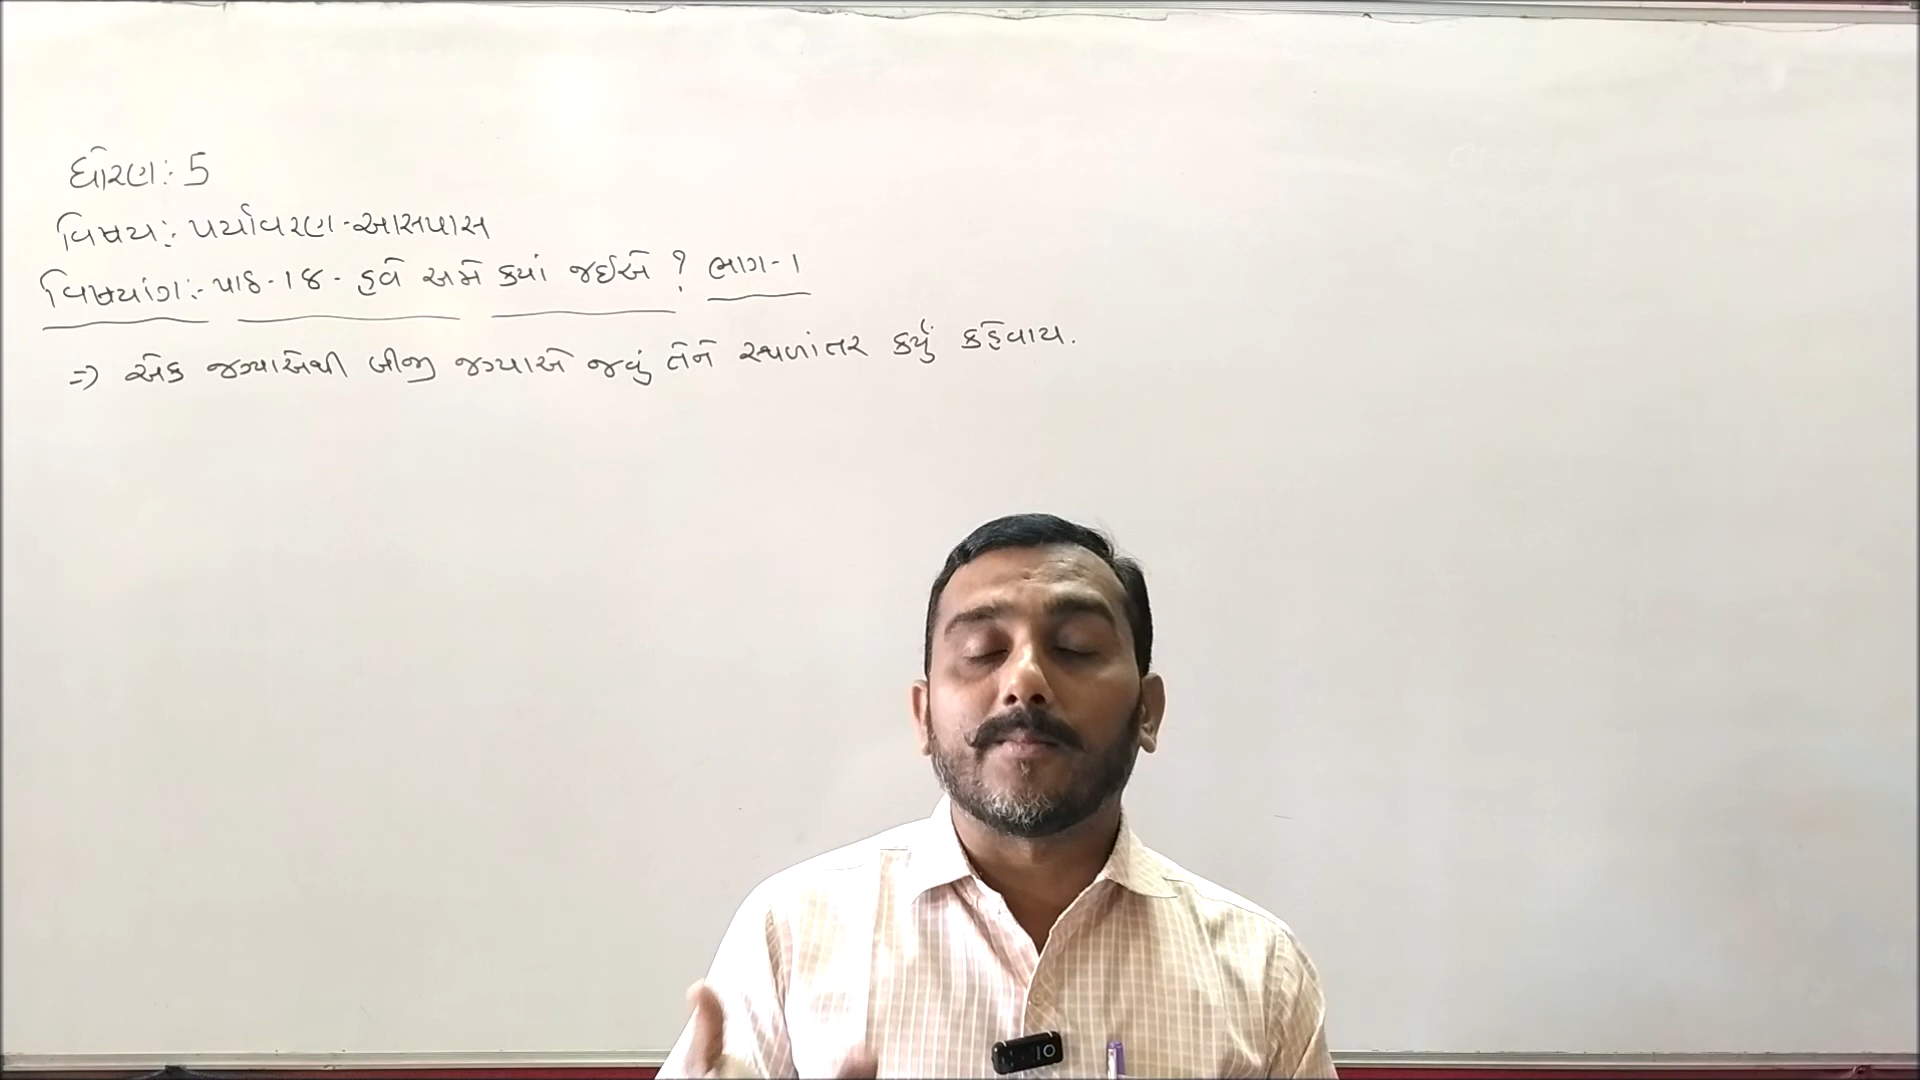 ધોરણ:- 5
વિષય:- પર્યાવરણ-આસપાસ
વિષયાંગ:- પાઠ-18 - હવે અમે ક્યાં જઈએ ? ભાગ-1
=> એક જગ્યાએથી બીજી જગ્યાએ જવું તેને સ્થળાંતર કર્યું કહેવાય.